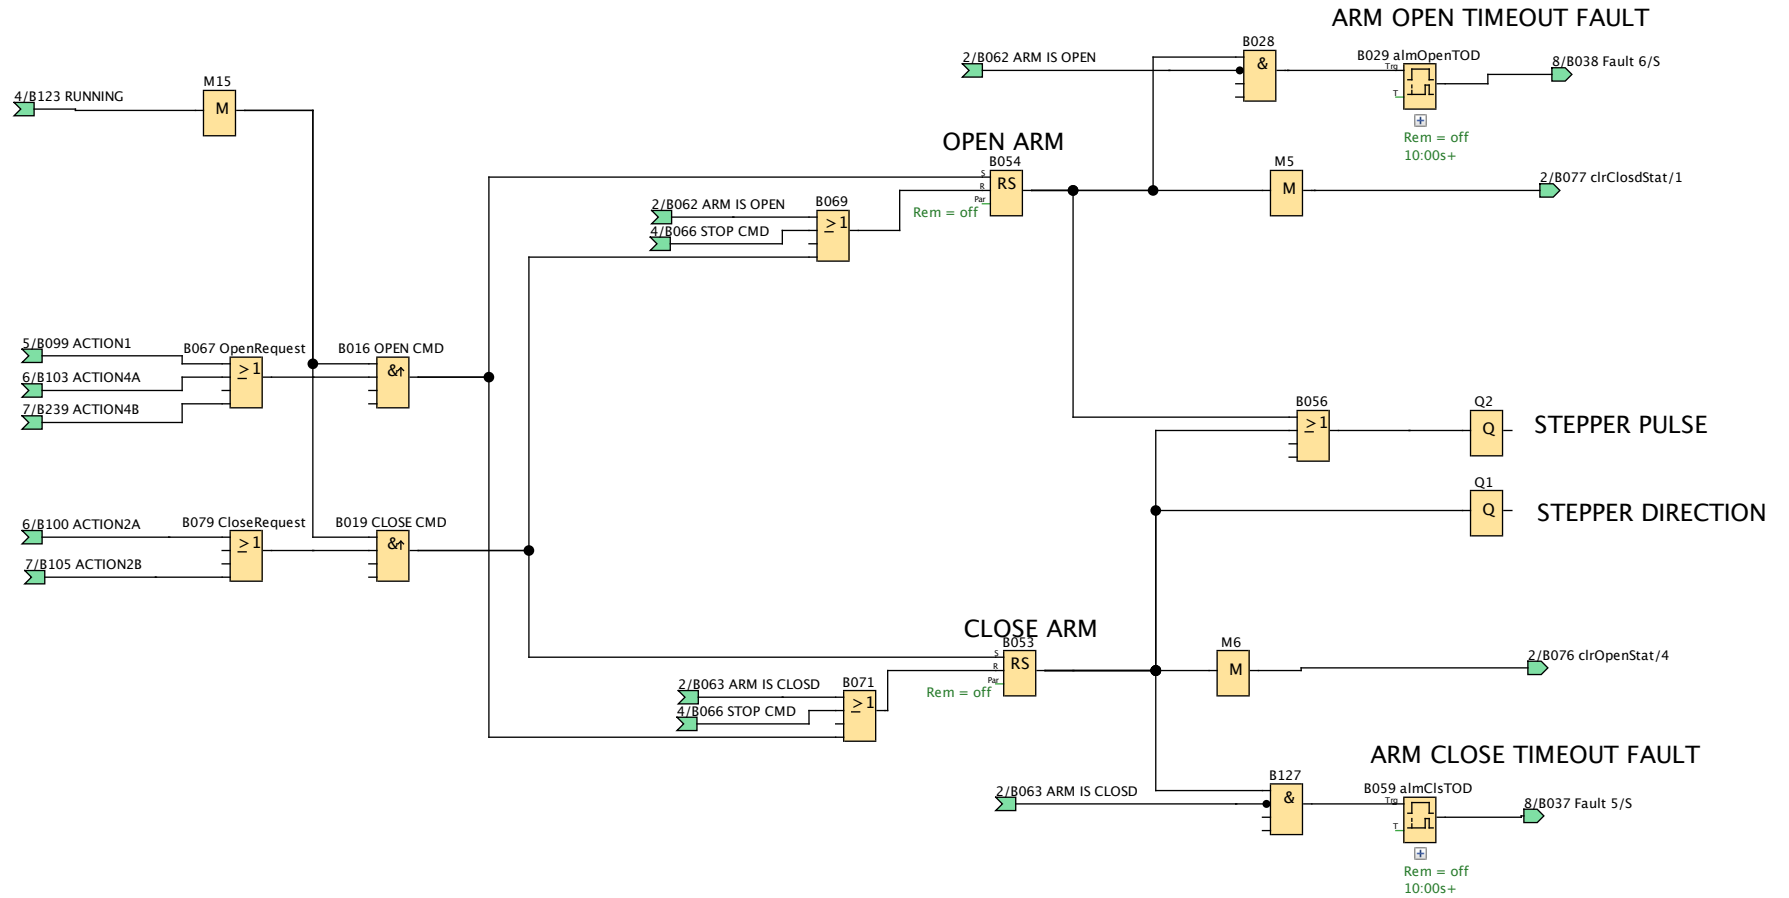 ARM OPEN TIMEOUT FAULT
B028
2/B062 ARM IS OPEN
&
B029 almOpenTOD
Trg
T
8/B038 Fault 6/S
Rem = off
10:00s+
M15
4/B123 RUNNING
M
OPEN ARM
B054
S
R
Par
RS
Rem = off
M5
M
2/B077 clrClosdStat/1
2/B062 ARM IS OPEN
4/B066 STOP CMD
B069
≥1
5/B099 ACTION1
6/B103 ACTION4A
7/B239 ACTION4B
B067 OpenRequest
≥1
B016 OPEN CMD
&↑
B056
≥1
Q2
Q
STEPPER PULSE
Q1
Q
STEPPER DIRECTION
6/B100 ACTION2A
7/B105 ACTION2B
B079 CloseRequest
≥1
B019 CLOSE CMD
&↑
CLOSE ARM
B053
S
R
Par
RS
Rem = off
M6
M
2/B076 clrOpenStat/4
2/B063 ARM IS CLOSD
4/B066 STOP CMD
B071
≥1
ARM CLOSE TIMEOUT FAULT
2/B063 ARM IS CLOSD
B127
&
B059 almClsTOD
Trg
T
8/B037 Fault 5/S
Rem = off
10:00s+